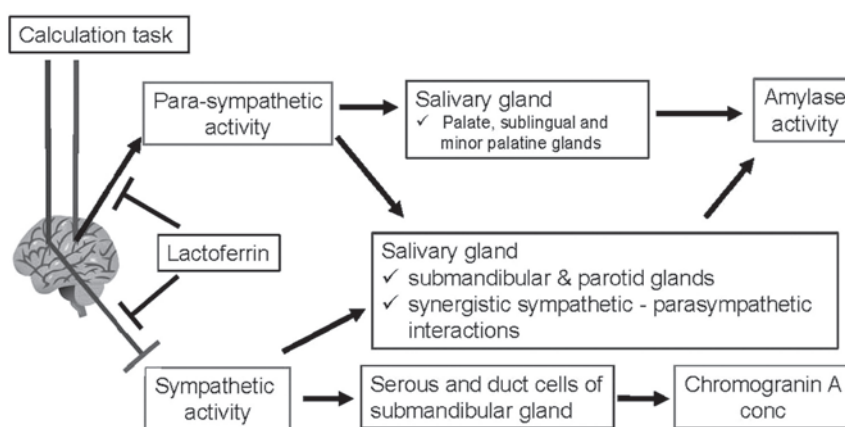 Calculation task
Para-sympathetic
activity
Salivary gland
✓ Palate, sublingual and
minor palatine glands
Amylase
activity
Lactoferrin
Salivary gland
✓ submandibular & parotid glands
✓ synergistic sympathetic - parasympathetic
interactions
Sympathetic
activity
Serous and duct cells of
submandibular gland
Chromogranin A
conc